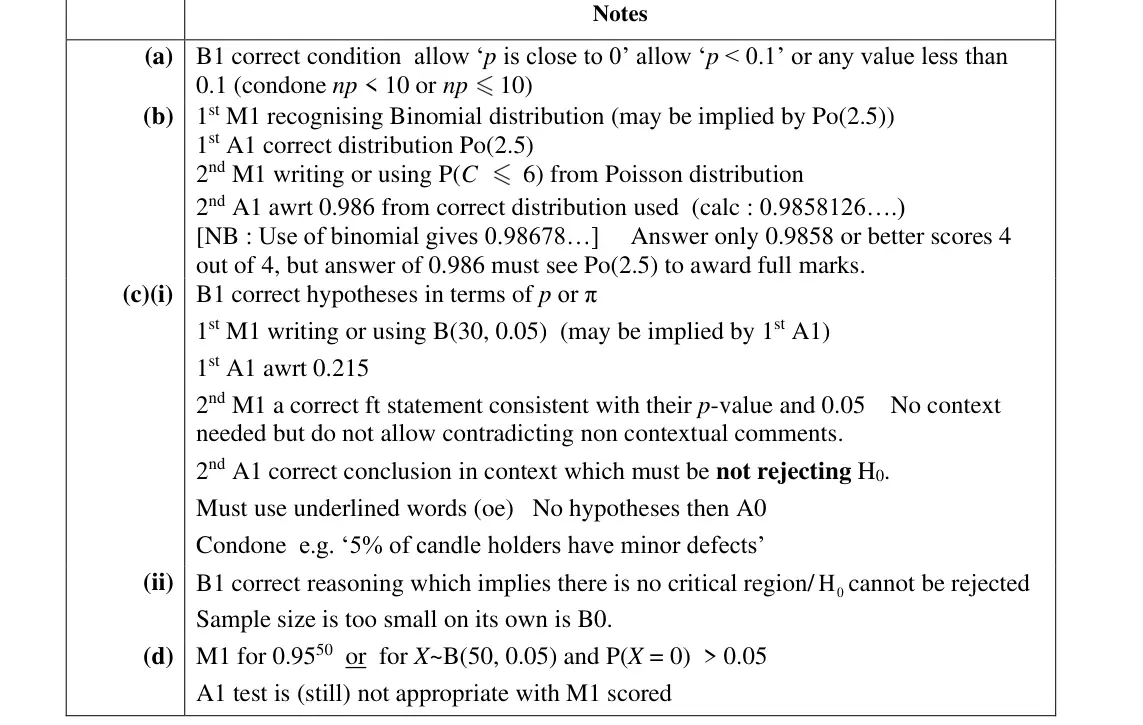 Notes
(a) B1 correct condition allow ‘p is close to 0’ allow ‘p < 0.1’ or any value less than
0.1 (condone np < 10 or np ⩽ 10)
(b) 1st M1 recognising Binomial distribution (may be implied by Po(2.5))
1st A1 correct distribution Po(2.5)
2nd M1 writing or using P(C ⩽ 6) from Poisson distribution
2nd A1 awrt 0.986 from correct distribution used (calc : 0.9858126….)
[NB : Use of binomial gives 0.98678…] Answer only 0.9858 or better scores 4
out of 4, but answer of 0.986 must see Po(2.5) to award full marks.
(c)(i) B1 correct hypotheses in terms of p or π
1st M1 writing or using B(30, 0.05) (may be implied by 1st A1)
1st A1 awrt 0.215
2nd M1 a correct ft statement consistent with their p-value and 0.05 No context
needed but do not allow contradicting non contextual comments.
2nd A1 correct conclusion in context which must be not rejecting H0.
Must use underlined words (oe) No hypotheses then A0
Condone e.g. ‘5% of candle holders have minor defects’
(ii) B1 correct reasoning which implies there is no critical region/ H0 cannot be rejected
Sample size is too small on its own is B0.
(d) M1 for 0.95^50 or for X~B(50, 0.05) and P(X = 0) > 0.05
A1 test is (still) not appropriate with M1 scored